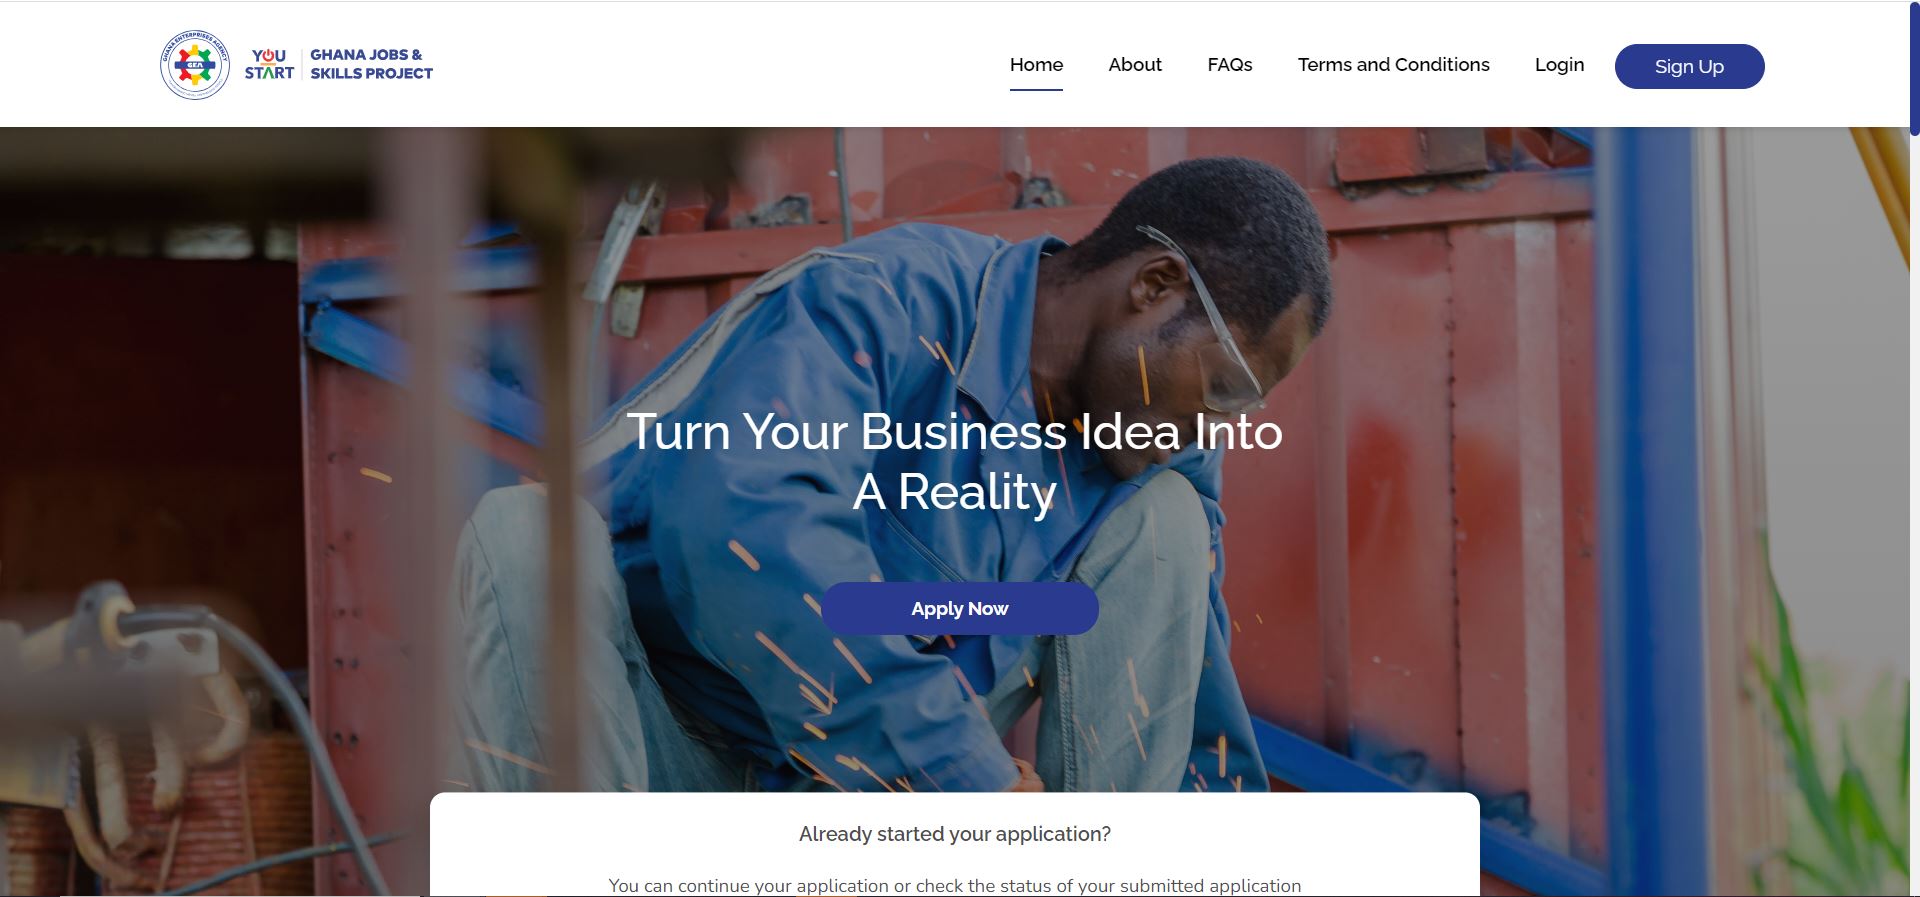 GHANA ENTERPRISES AGENCY
GEA
YOU
START
GHANA JOBS &
SKILLS PROJECT
Home
About
FAQs
Terms and Conditions
Login
Sign Up
Turn Your Business Idea Into
A Reality
Apply Now
Already started your application?
You can continue your application or check the status of your submitted application